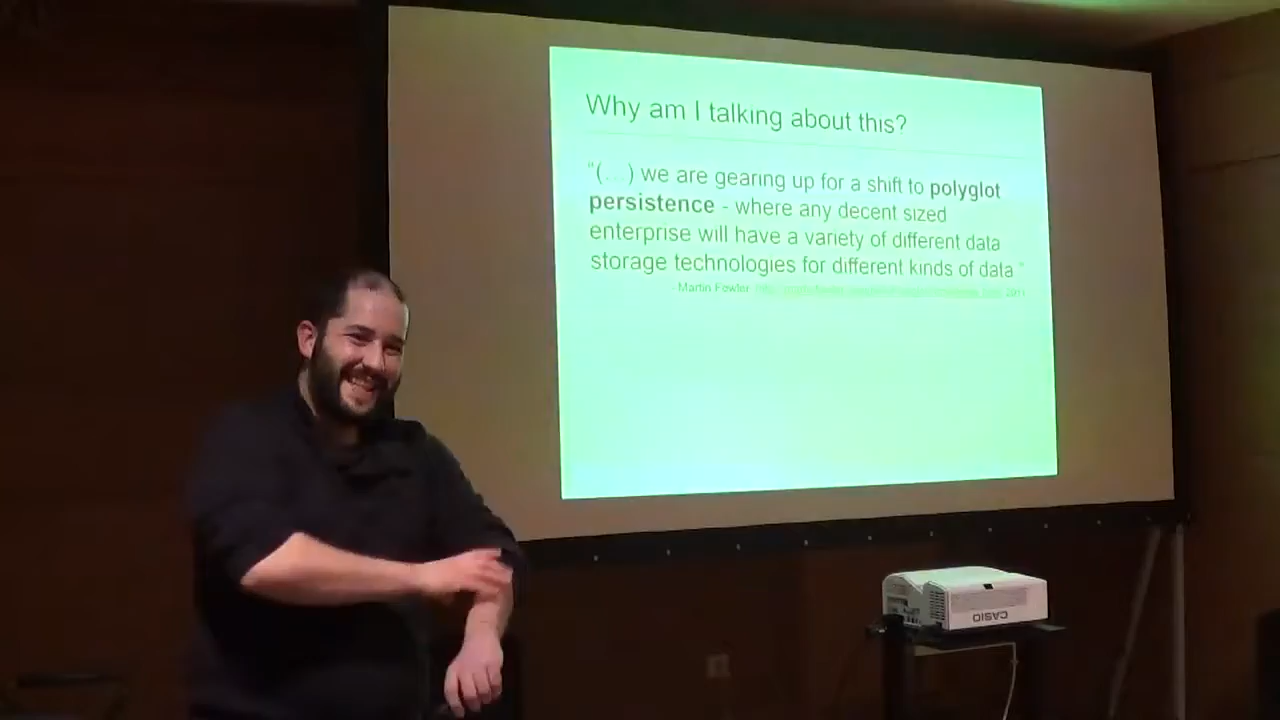 Why am I talking about this?
"(...) we are gearing up for a shift to polyglot
persistence - where any decent sized
enterprise will have a variety of different data
storage technologies for different kinds of data."
- Martin Fowler
CASIO